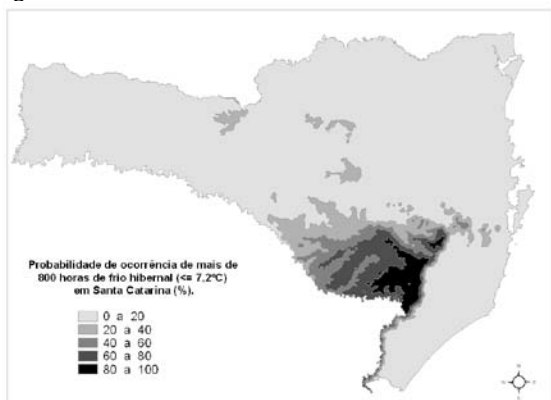 Probabilidade de ocorrência de mais de
800 horas de frio hibernal (<= 7.2ºC)
em Santa Catarina (%).
0 a 20
20 a 40
40 a 60
60 a 80
80 a 100